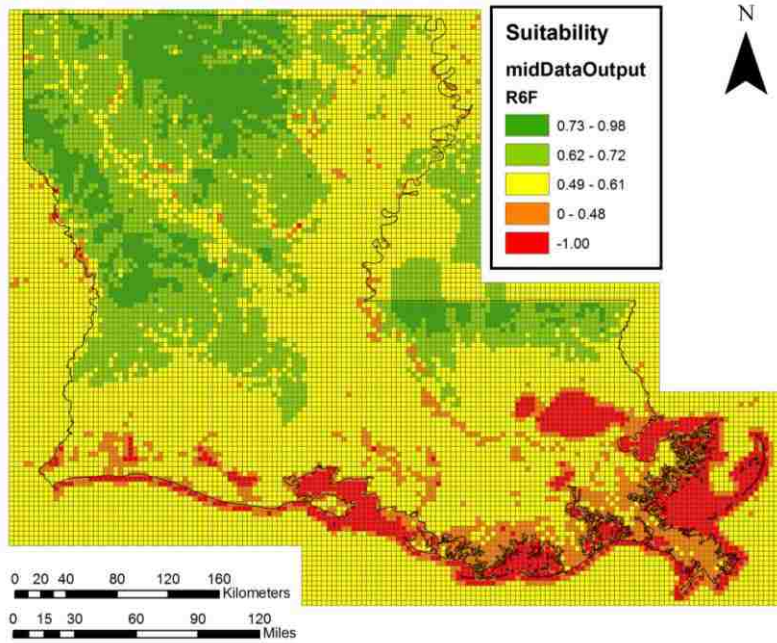 N
Suitability
midDataOutput
R6F
0.73 - 0.98
0.62 - 0.72
0.49 - 0.61
0 - 0.48
-1.00
0 20 40 80 120 160
Kilometers
0 15 30 60 90 120
Miles